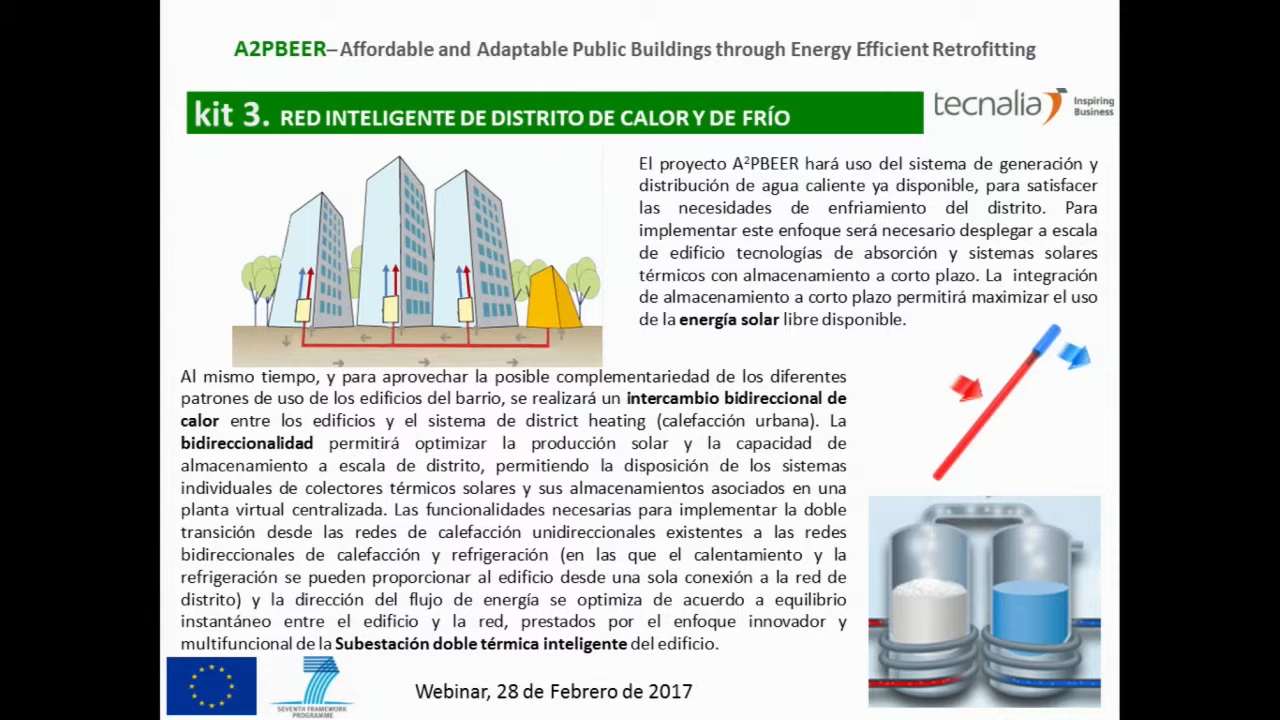 A2PBEER– Affordable and Adaptable Public Buildings through Energy Efficient Retrofitting
kit 3. RED INTELIGENTE DE DISTRITO DE CALOR Y DE FRÍO
tecnalia Inspiring
Business
El proyecto A²PBEER hará uso del sistema de generación y
distribución de agua caliente ya disponible, para satisfacer
las necesidades de enfriamiento del distrito. Para
implementar este enfoque será necesario desplegar a escala
de edificio tecnologías de absorción y sistemas solares
térmicos con almacenamiento a corto plazo. La integración
de almacenamiento a corto plazo permitirá maximizar el uso
de la energía solar libre disponible.
Al mismo tiempo, y para aprovechar la posible complementariedad de los diferentes
patrones de uso de los edificios del barrio, se realizará un intercambio bidireccional de
calor entre los edificios y el sistema de district heating (calefacción urbana). La
bidireccionalidad permitirá optimizar la producción solar y la capacidad de
almacenamiento a escala de distrito, permitiendo la disposición de los sistemas
individuales de colectores térmicos solares y sus almacenamientos asociados en una
planta virtual centralizada. Las funcionalidades necesarias para implementar la doble
transición desde las redes de calefacción unidireccionales existentes a las redes
bidireccionales de calefacción y refrigeración (en las que el calentamiento y la
refrigeración se pueden proporcionar al edificio desde una sola conexión a la red de
distrito) y la dirección del flujo de energía se optimiza de acuerdo a equilibrio
instantáneo entre el edificio y la red, prestados por el enfoque innovador y
multifuncional de la Subestación doble térmica inteligente del edificio.
SEVENTH FRAMEWORK
PROGRAMME
Webinar, 28 de Febrero de 2017